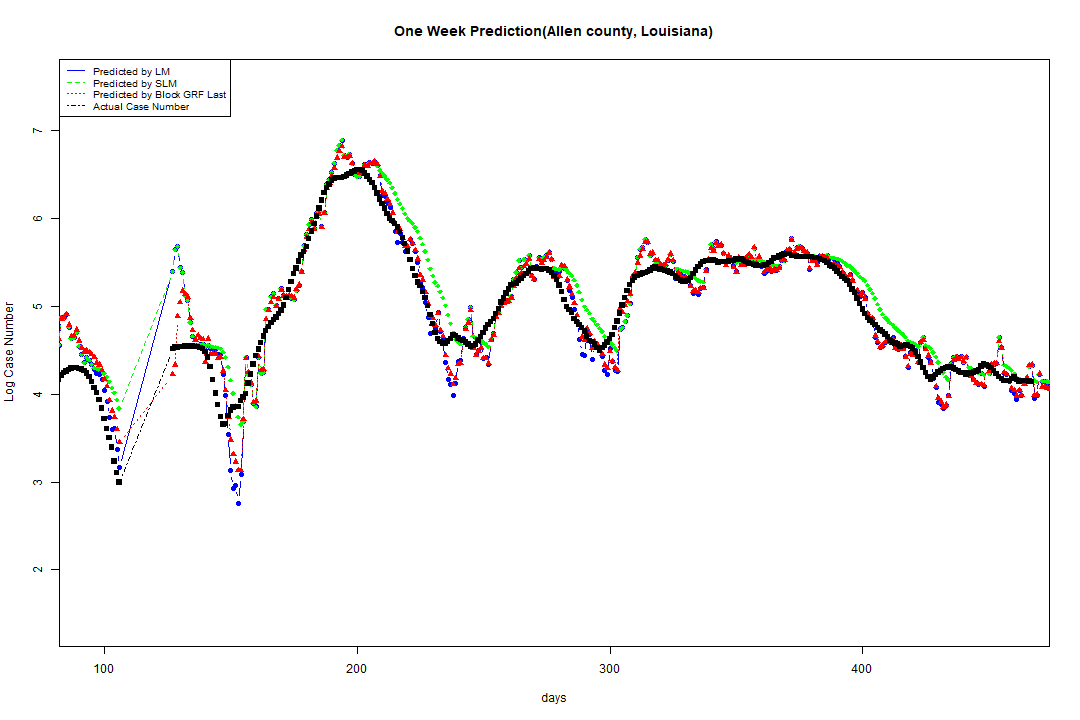 One Week Prediction(Allen county, Louisiana)
Predicted by LM
Predicted by SLM
Predicted by Block GRF Last
Actual Case Number
7
6
5
4
3
2
Log Case Number
100 200 300 400
days